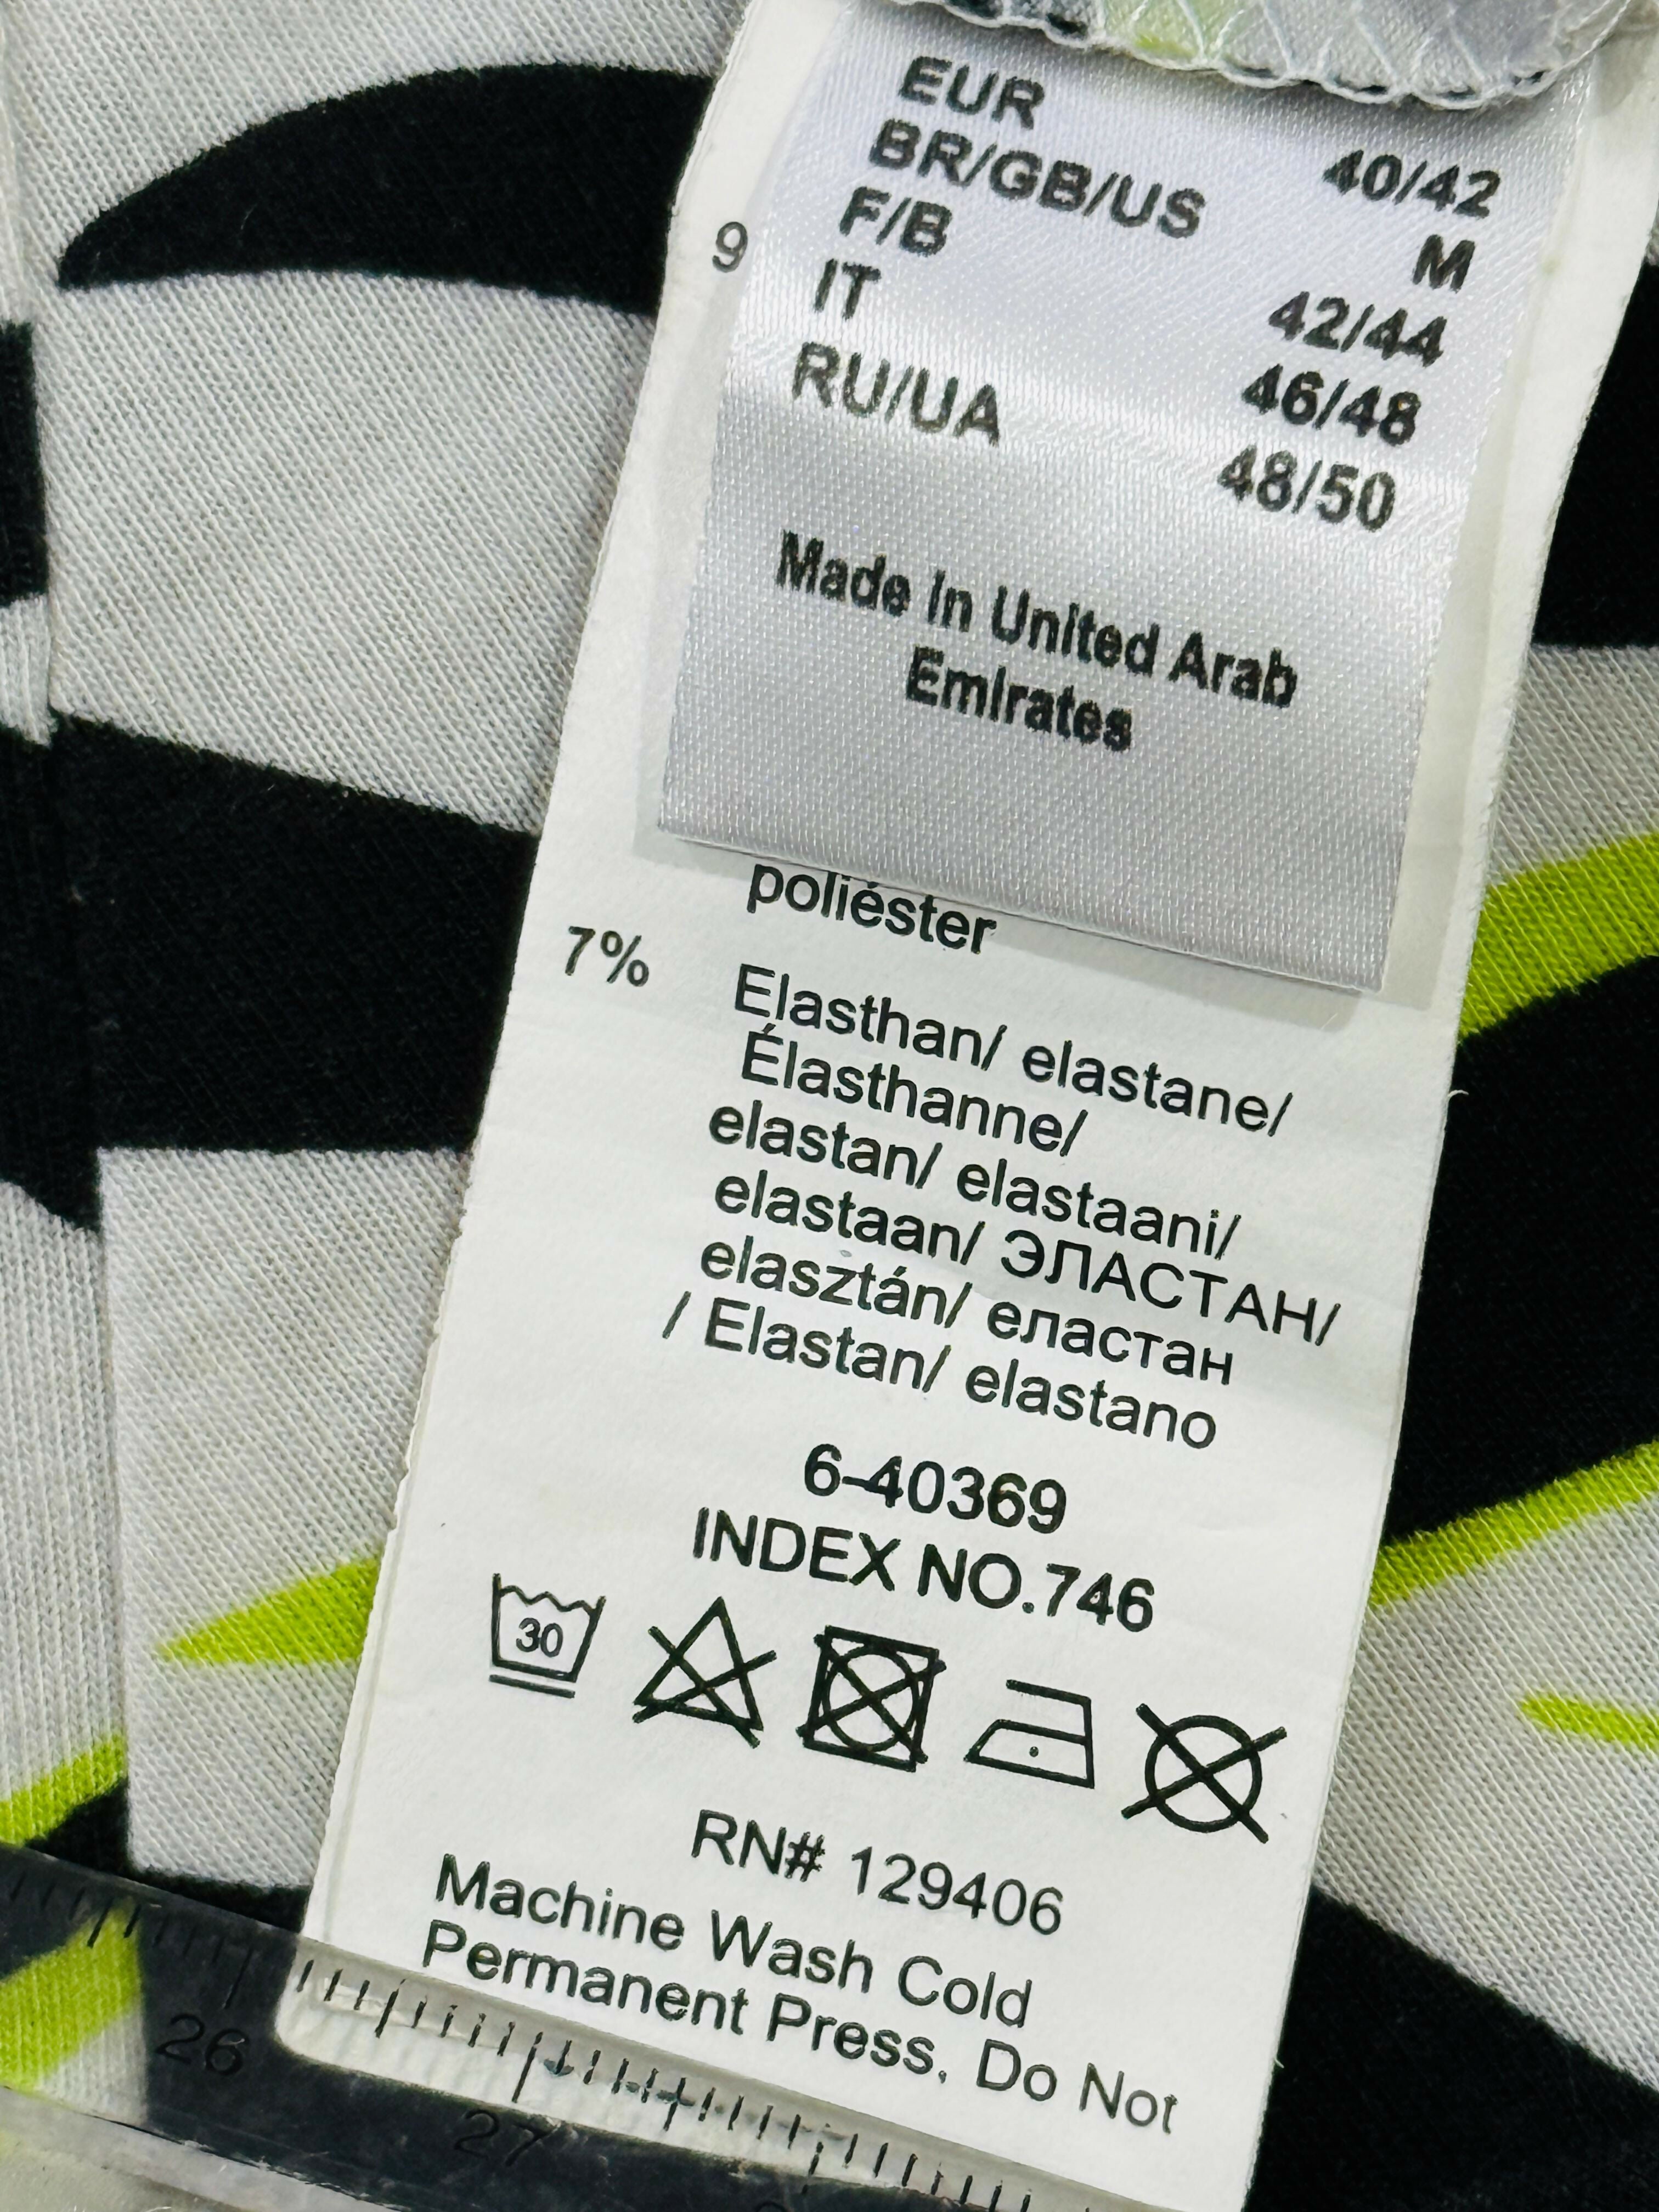 EUR 40/42
BR/GB/US M
F/B 42/44
IT 46/48
RU/UA 48/50
Made in United Arab
Emirates
9
poliéster
7% Elasthan/ elastane/
Élasthanne/
elastan/ elastaani/
elastaan/ ЭЛАСТАН/
elasztán/ еластан
/ Elastan/ elastano
6-40369
INDEX NO.746
30
RN# 129406
Machine Wash Cold
Permanent Press. Do Not
26
27